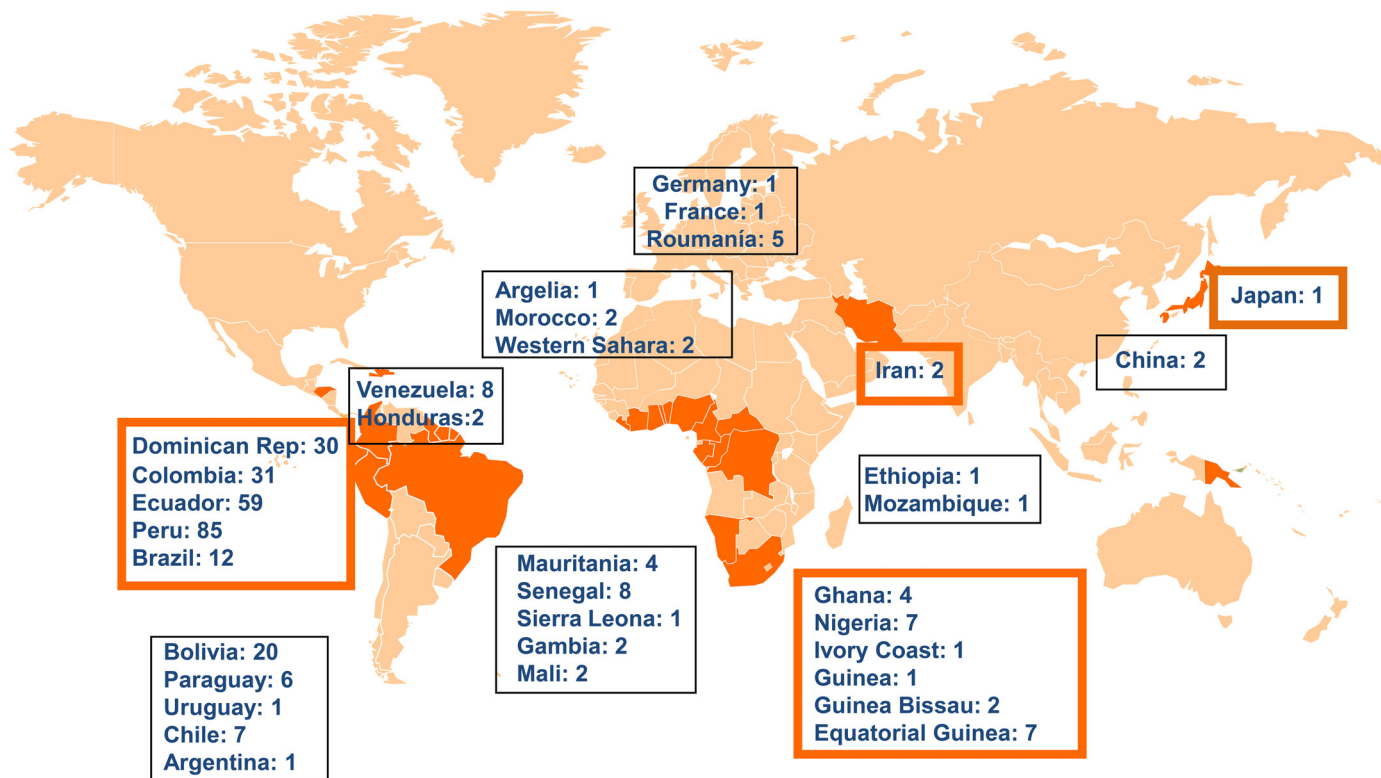 Germany: 1
France: 1
Roumanía: 5
Argelia: 1
Morocco: 2
Western Sahara: 2
Japan: 1
China: 2
Iran: 2
Venezuela: 8
Honduras:2
Dominican Rep: 30
Colombia: 31
Ecuador: 59
Peru: 85
Brazil: 12
Ethiopia: 1
Mozambique: 1
Mauritania: 4
Senegal: 8
Sierra Leona: 1
Gambia: 2
Mali: 2
Ghana: 4
Nigeria: 7
Ivory Coast: 1
Guinea: 1
Guinea Bissau: 2
Equatorial Guinea: 7
Bolivia: 20
Paraguay: 6
Uruguay: 1
Chile: 7
Argentina: 1